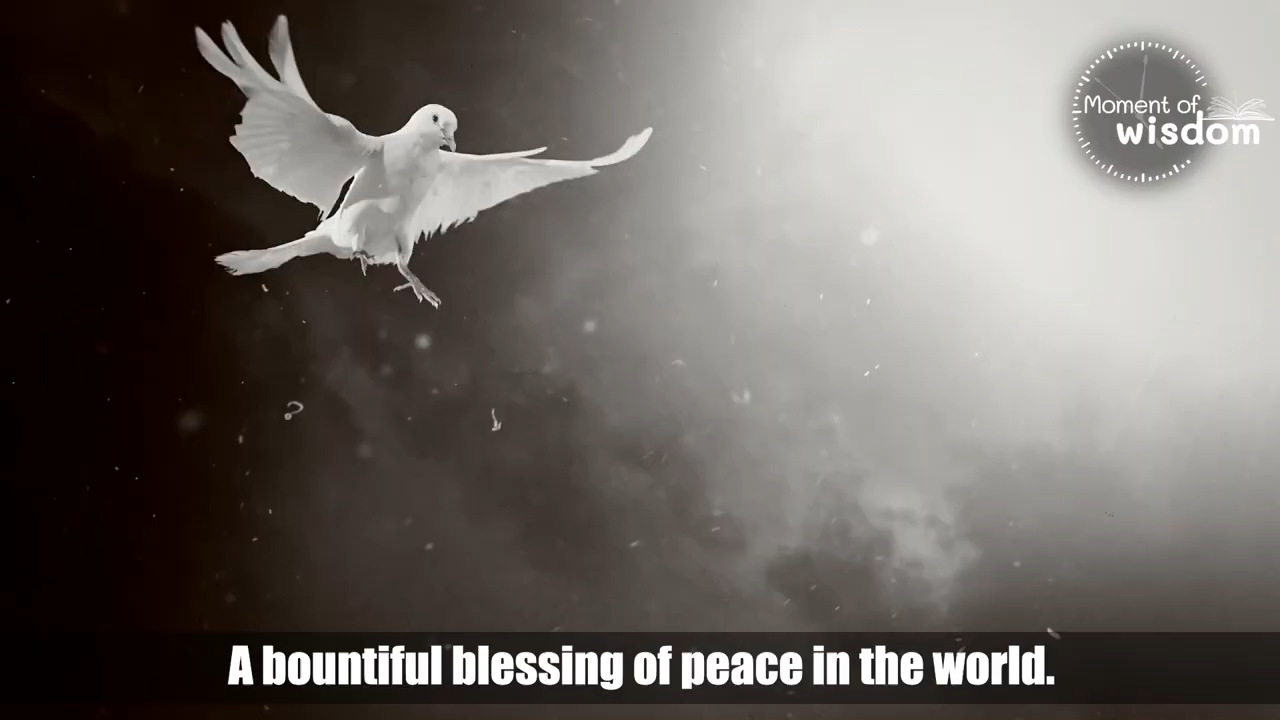 Moment of
wisdom
A bountiful blessing of peace in the world.